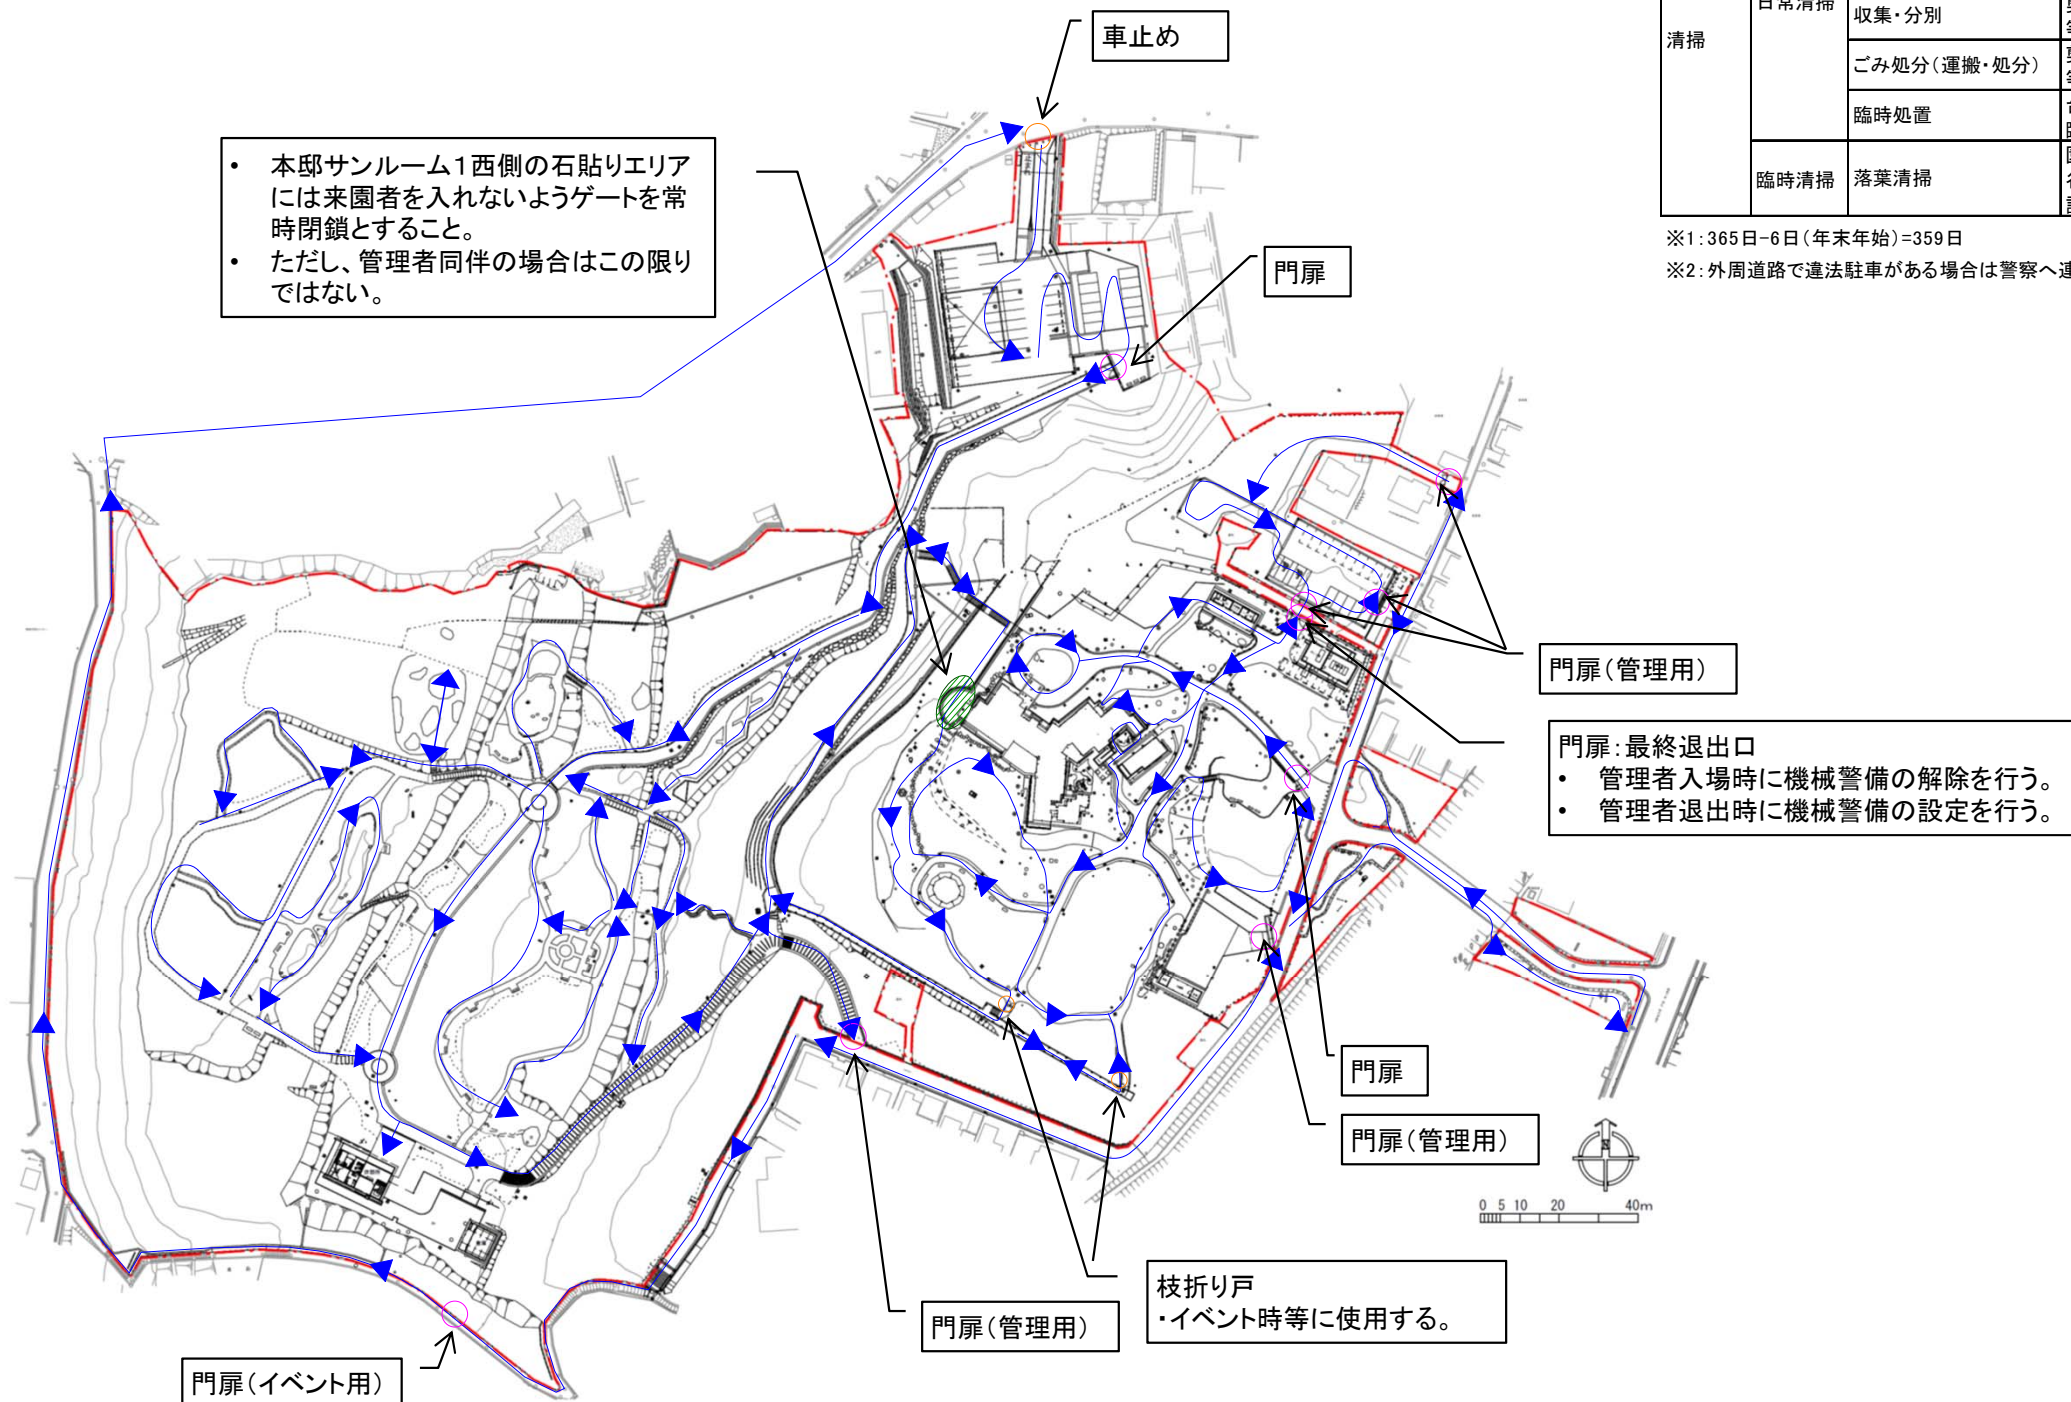 車止め
日常清掃
収集・分別
清掃
ごみ処分(運搬・処分)
臨時処置
臨時清掃
落葉清掃
※1:365日-6日(年末年始)=359日
※2:外周道路で違法駐車がある場合は警察へ連
• 本邸サンルーム1西側の石貼りエリア
には来園者を入れないようゲートを常
時閉鎖とすること。
• ただし、管理者同伴の場合はこの限り
ではない。
門扉
門扉(管理用)
門扉:最終退出口
• 管理者入場時に機械警備の解除を行う。
• 管理者退出時に機械警備の設定を行う。
門扉
門扉(管理用)
0 5 10 20 40m
枝折り戸
・イベント時等に使用する。
門扉(管理用)
門扉(イベント用)